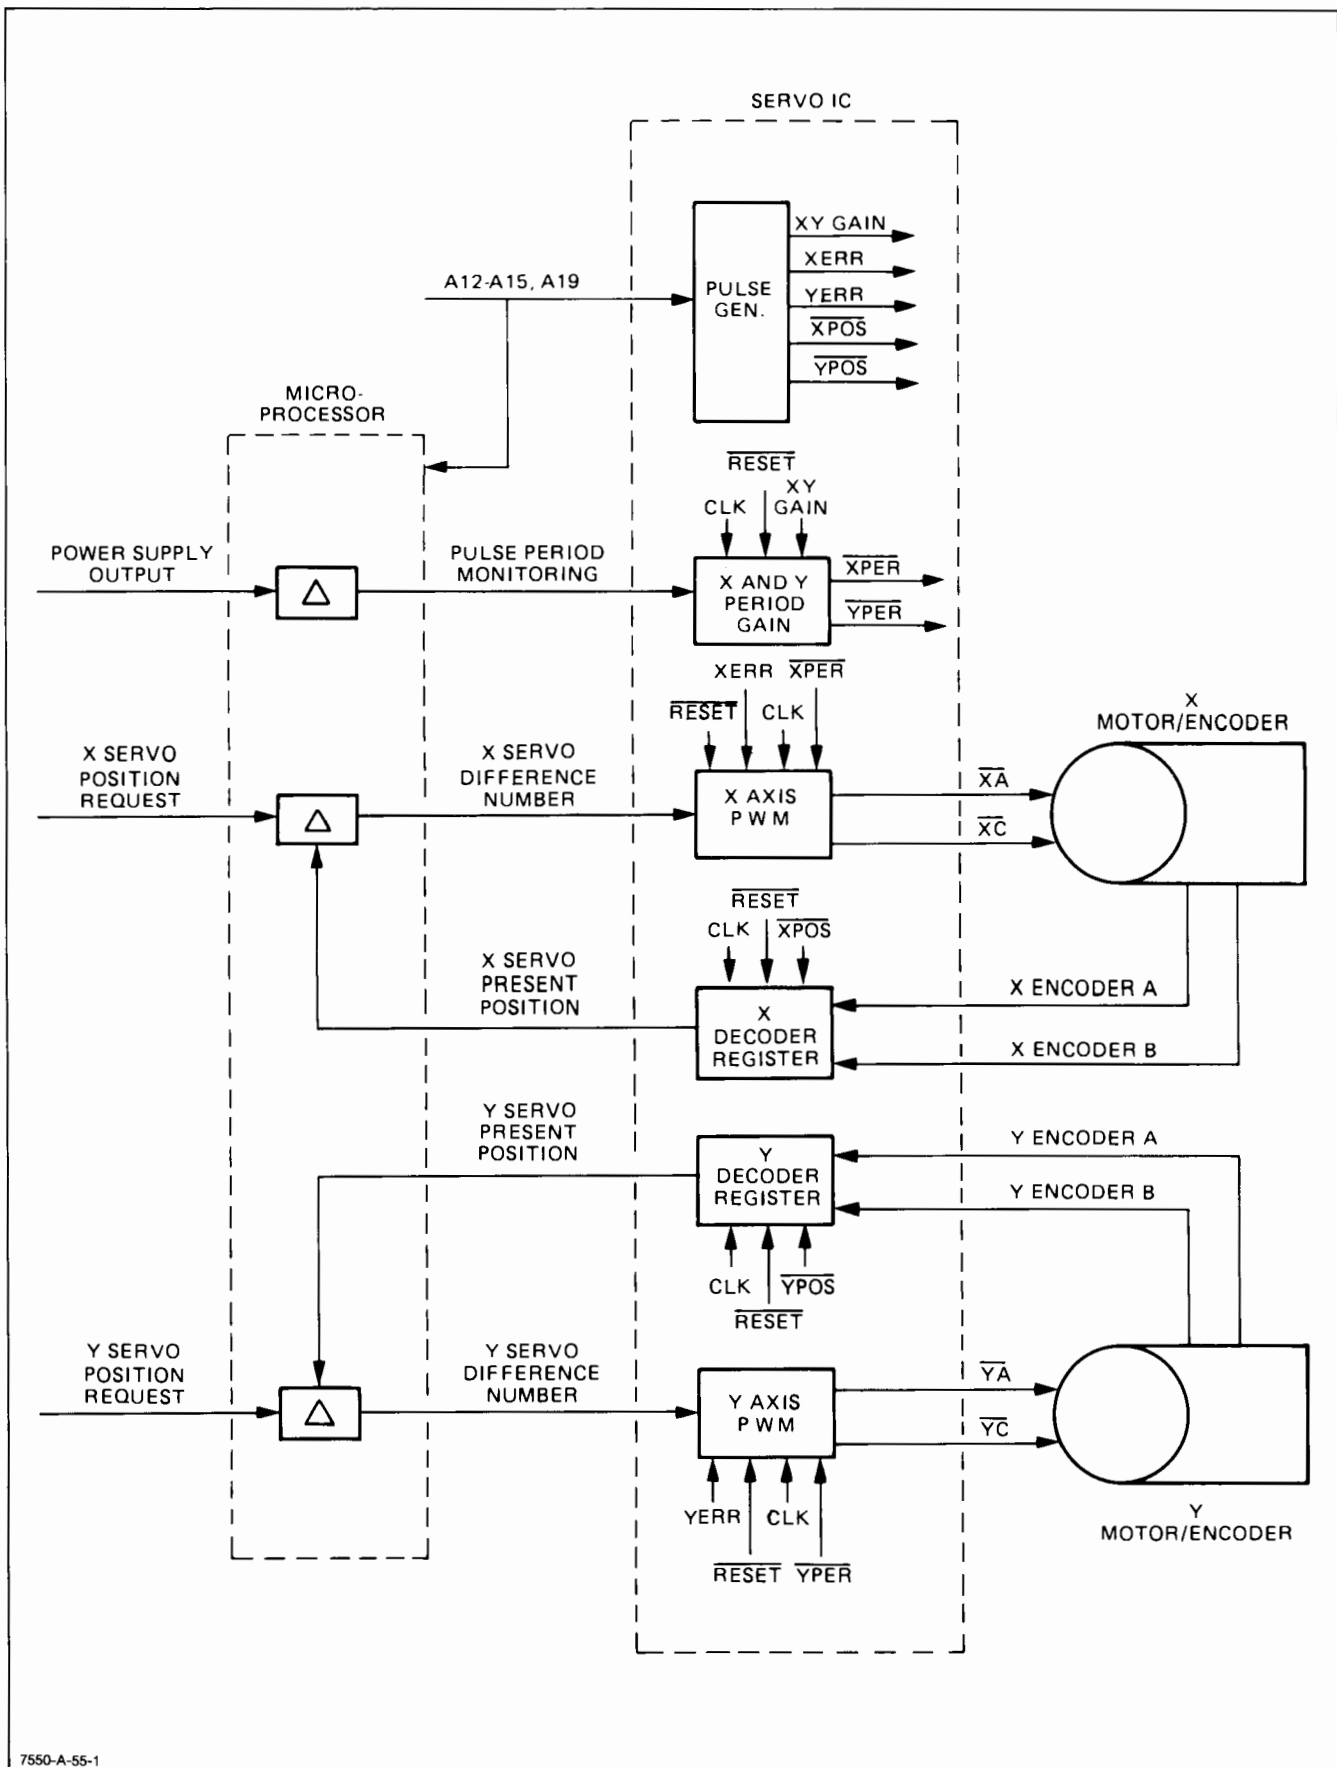 SERVO IC
XY GAIN
XERR
A12-A15, A19
PULSE
GEN.
YERR
XPOS
YPOS
MICRO-
PROCESSOR
RESET
XY
GAIN
CLK
POWER SUPPLY
OUTPUT
PULSE PERIOD
MONITORING
△
X AND Y
PERIOD
GAIN
XPER
YPER
XERR
XPER
RESET
CLK
X
MOTOR/ENCODER
X SERVO
POSITION
REQUEST
△
X SERVO
DIFFERENCE
NUMBER
X AXIS
PWM
XA
XC
RESET
CLK
XPOS
X SERVO
PRESENT
POSITION
X
DECODER
REGISTER
X ENCODER A
X ENCODER B
Y SERVO
PRESENT
POSITION
Y
DECODER
REGISTER
Y ENCODER A
Y ENCODER B
CLK
YPOS
RESET
Y SERVO
POSITION
REQUEST
△
Y SERVO
DIFFERENCE
NUMBER
Y AXIS
PWM
YA
YC
YERR
CLK
RESET
YPER
Y
MOTOR/ENCODER
7550-A-55-1